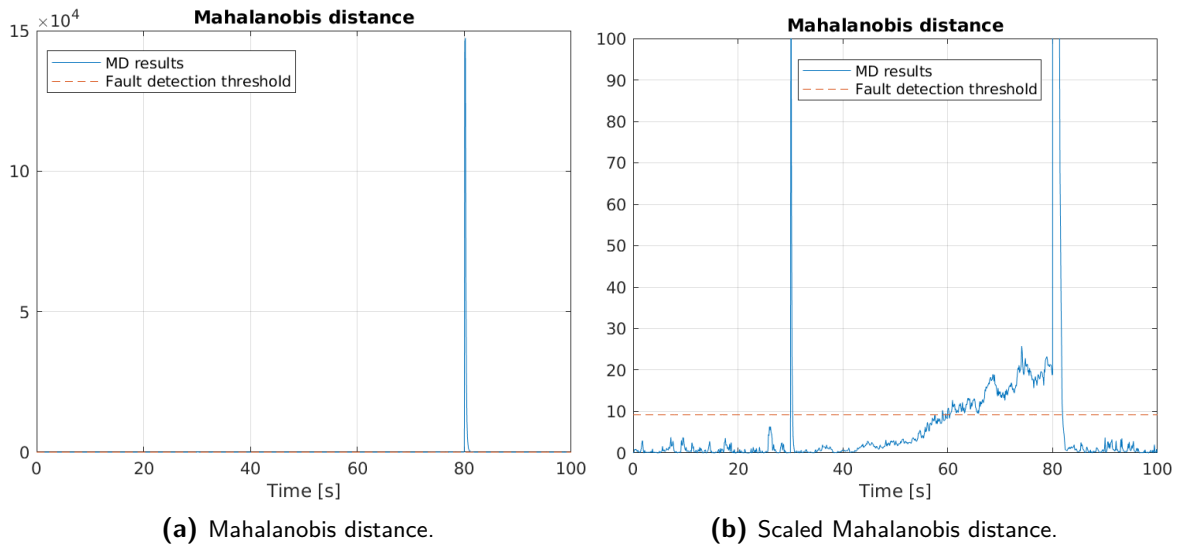 Mahalanobis distance
×10⁴
15
10
5
0
MD results
Fault detection threshold
0 20 40 60 80 100
Time [s]
(a) Mahalanobis distance.
Mahalanobis distance
100
90
80
70
60
50
40
30
20
10
0
MD results
Fault detection threshold
0 20 40 60 80 100
Time [s]
(b) Scaled Mahalanobis distance.